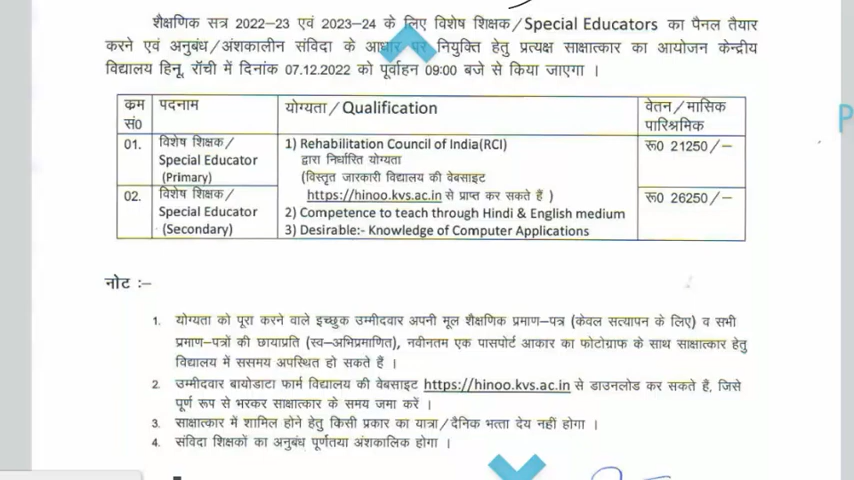 शैक्षणिक सत्र 2022–23 एवं 2023–24 के लिए विशेष शिक्षक/Special Educators का पैनल तैयार
करने एवं अनुबंध/अंशकालीन संविदा के आधार पर नियुक्ति हेतु प्रत्यक्ष साक्षात्कार का आयोजन केन्द्रीय
विद्यालय हिनू, राँची में दिनांक 07.12.2022 को पूर्वाहन 09:00 बजे से किया जाएगा ।
क्रम सं0 पदनाम योग्यता/Qualification वेतन/मासिक पारिश्रमिक
01. विशेष शिक्षक/ Special Educator (Primary)
1) Rehabilitation Council of India(RCI)
द्वारा निर्धारित योग्यता
(विस्तृत जानकारी विद्यालय की वेबसाइट
https://hinoo.kvs.ac.in से प्राप्त कर सकते हैं )
2) Competence to teach through Hindi & English medium
3) Desirable:- Knowledge of Computer Applications
रू0 21250/–
02. विशेष शिक्षक/ Special Educator (Secondary)
रू0 26250/–
नोट :–
1. योग्यता को पूरा करने वाले इच्छुक उम्मीदवार अपनी मूल शैक्षणिक प्रमाण–पत्र (केवल सत्यापन के लिए) व सभी
प्रमाण–पत्रों की छायाप्रति (स्व–अभिप्रमाणित), नवीनतम एक पासपोर्ट आकार का फोटोग्राफ के साथ साक्षात्कार हेतु
विद्यालय में ससमय उपस्थित हो सकते हैं ।
2. उम्मीदवार बायोडाटा फार्म विद्यालय की वेबसाइट https://hinoo.kvs.ac.in से डाउनलोड कर सकते है, जिसे
पूर्ण रूप से भरकर साक्षात्कार के समय जमा करें ।
3. साक्षात्कार में शामिल होने हेतु किसी प्रकार का यात्रा/दैनिक भत्ता देय नहीं होगा ।
4. संविदा शिक्षकों का अनुबंध पूर्णतया अंशकालिक होगा ।
P